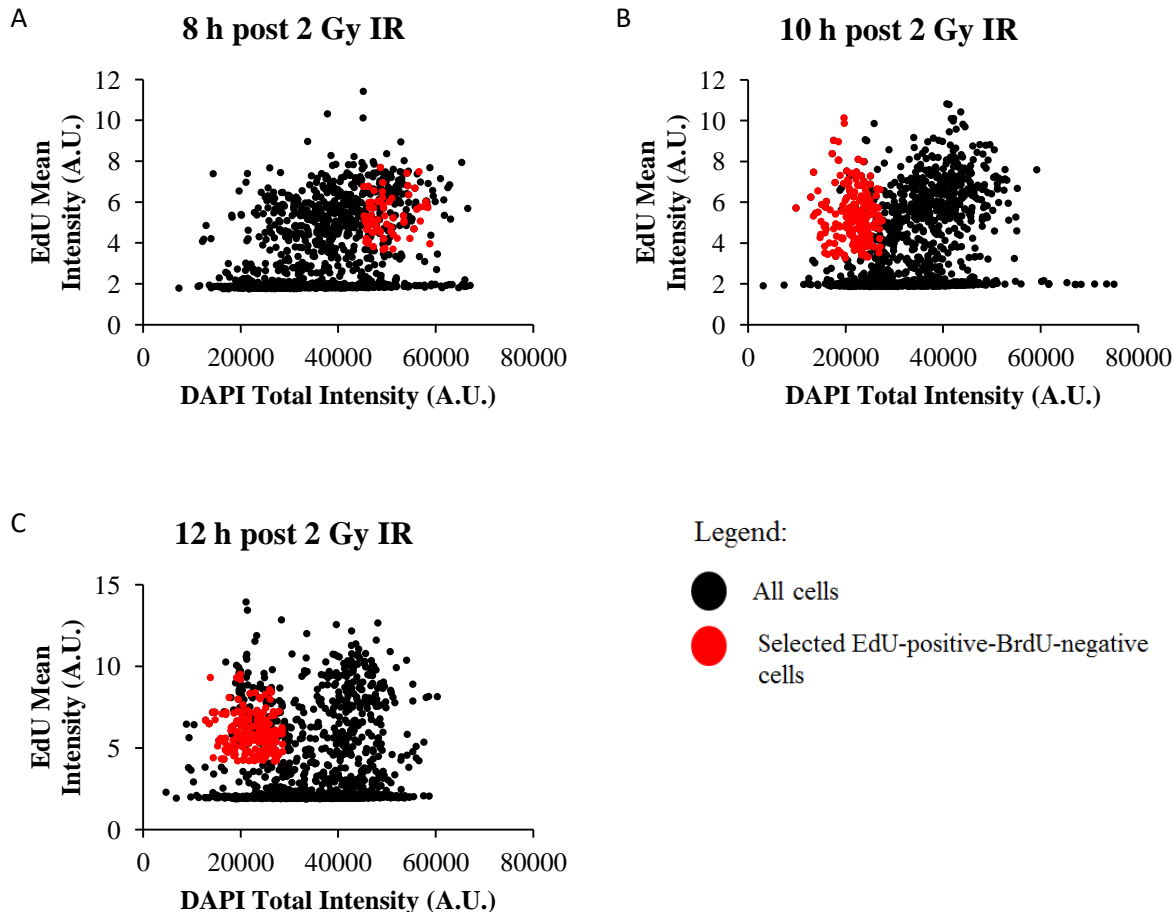 A
8 h post 2 Gy IR
EdU Mean
Intensity (A.U.)
12
10
8
6
4
2
0
0 20000 40000 60000 80000
DAPI Total Intensity (A.U.)
B
10 h post 2 Gy IR
EdU Mean
Intensity (A.U.)
12
10
8
6
4
2
0
0 20000 40000 60000 80000
DAPI Total Intensity (A.U.)
C
12 h post 2 Gy IR
EdU Mean
Intensity (A.U.)
15
10
5
0
0 20000 40000 60000 80000
DAPI Total Intensity (A.U.)
Legend:
All cells
Selected EdU-positive-BrdU-negative
cells